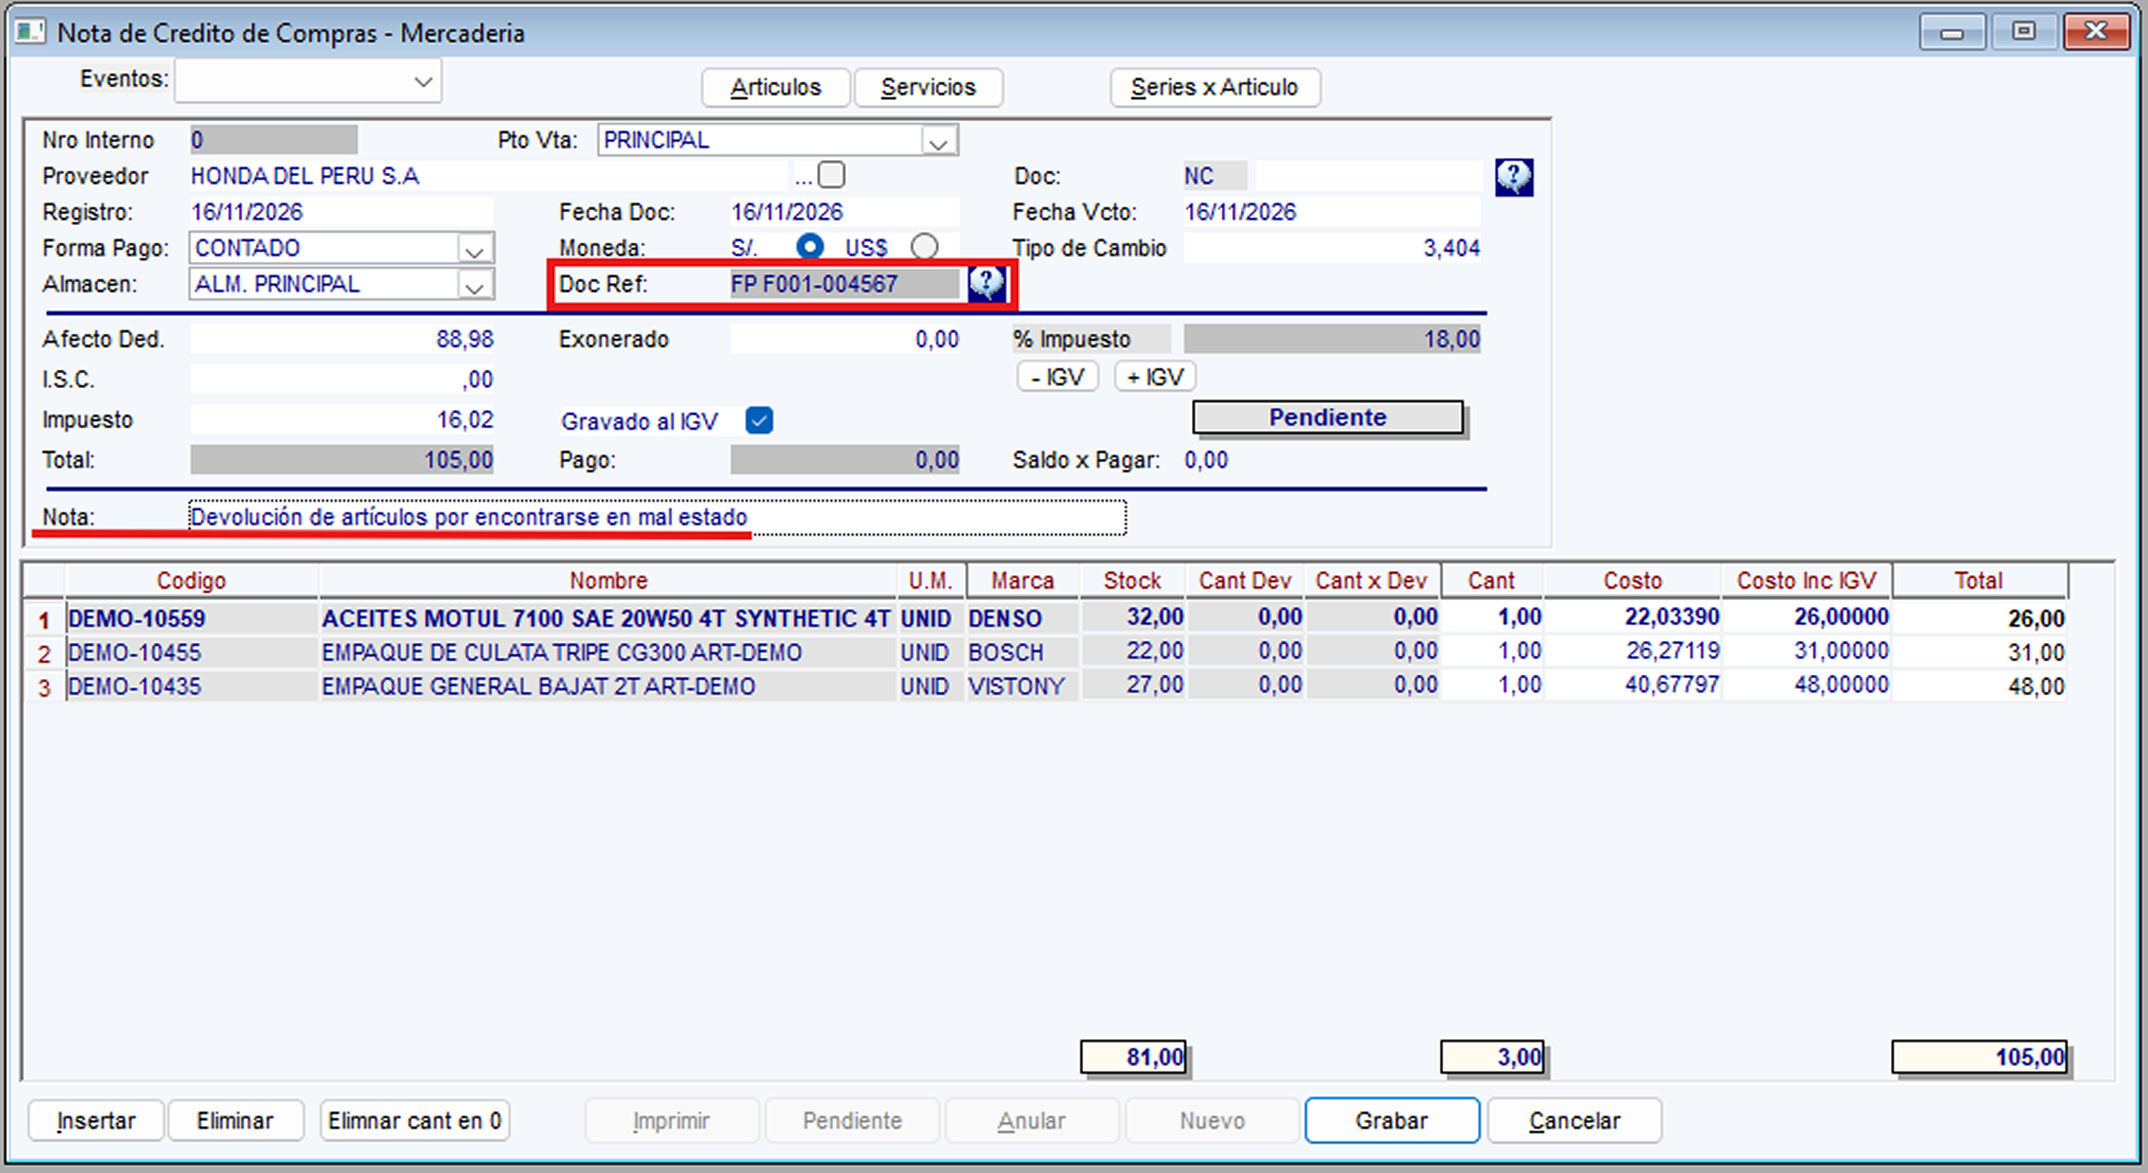 Nota de Credito de Compras - Mercaderia
Eventos: Articulos Servicios Series x Articulo
Nro Interno 0 Pto Vta: PRINCIPAL
Proveedor HONDA DEL PERU S.A ... Doc: NC ?
Registro: 16/11/2026 Fecha Doc: 16/11/2026 Fecha Vcto: 16/11/2026
Forma Pago: CONTADO Moneda: S/. US$ Tipo de Cambio 3,404
Almacen: ALM. PRINCIPAL Doc Ref: FP F001-004567 ?
Afecto Ded. 88,98 Exonerado 0,00 % Impuesto 18,00
I.S.C. ,00 - IGV + IGV
Impuesto 16,02 Gravado al IGV Pendiente
Total: 105,00 Pago: 0,00 Saldo x Pagar: 0,00
Nota: Devolución de artículos por encontrarse en mal estado
Codigo Nombre U.M. Marca Stock Cant Dev Cant x Dev Cant Costo Costo Inc IGV Total
1 DEMO-10559 ACEITES MOTUL 7100 SAE 20W50 4T SYNTHETIC 4T UNID DENSO 32,00 0,00 0,00 1,00 22,03390 26,00000 26,00
2 DEMO-10455 EMPAQUE DE CULATA TRIPE CG300 ART-DEMO UNID BOSCH 22,00 0,00 0,00 1,00 26,27119 31,00000 31,00
3 DEMO-10435 EMPAQUE GENERAL BAJAT 2T ART-DEMO UNID VISTONY 27,00 0,00 0,00 1,00 40,67797 48,00000 48,00
81,00 3,00 105,00
Insertar Eliminar Elimnar cant en 0 Imprimir Pendiente Anular Nuevo Grabar Cancelar